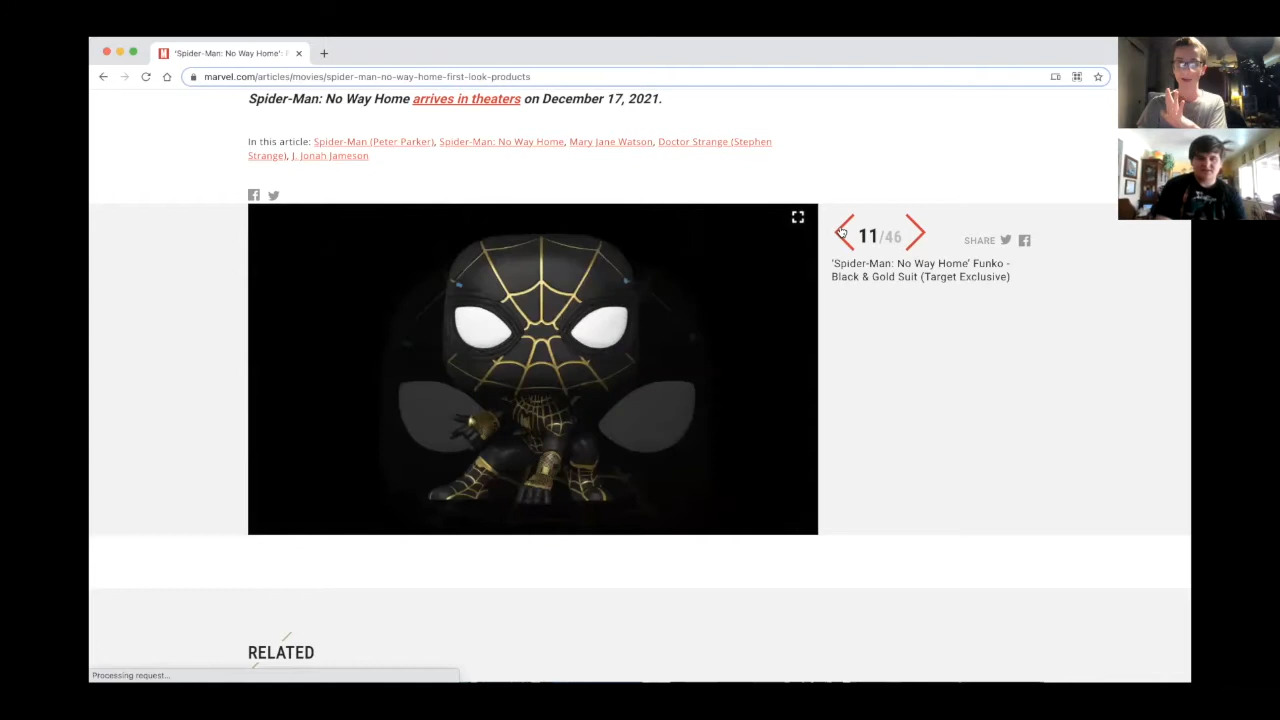 'Spider-Man: No Way Home':
marvel.com/articles/movies/spider-man-no-way-home-first-look-products
Spider-Man: No Way Home arrives in theaters on December 17, 2021.
In this article: Spider-Man (Peter Parker), Spider-Man: No Way Home, Mary Jane Watson, Doctor Strange (Stephen
Strange), J. Jonah Jameson
11/46
SHARE
'Spider-Man: No Way Home' Funko -
Black & Gold Suit (Target Exclusive)
RELATED
Processing request...